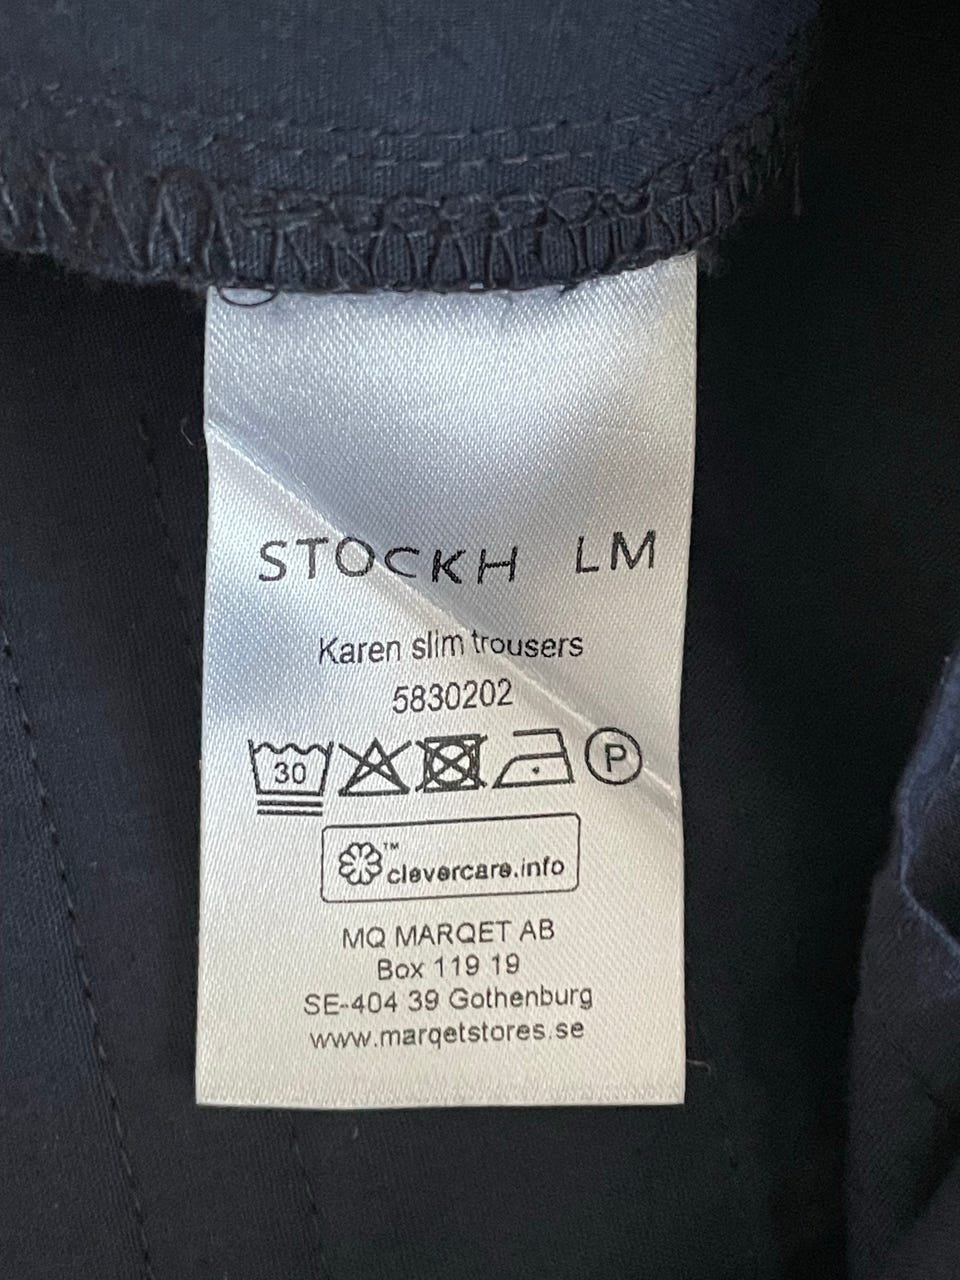 STOCKH LM
Karen slim trousers
5830202
30 P
™ clevercare.info
MQ MARQET AB
Box 119 19
SE-404 39 Gothenburg
www.marqetstores.se